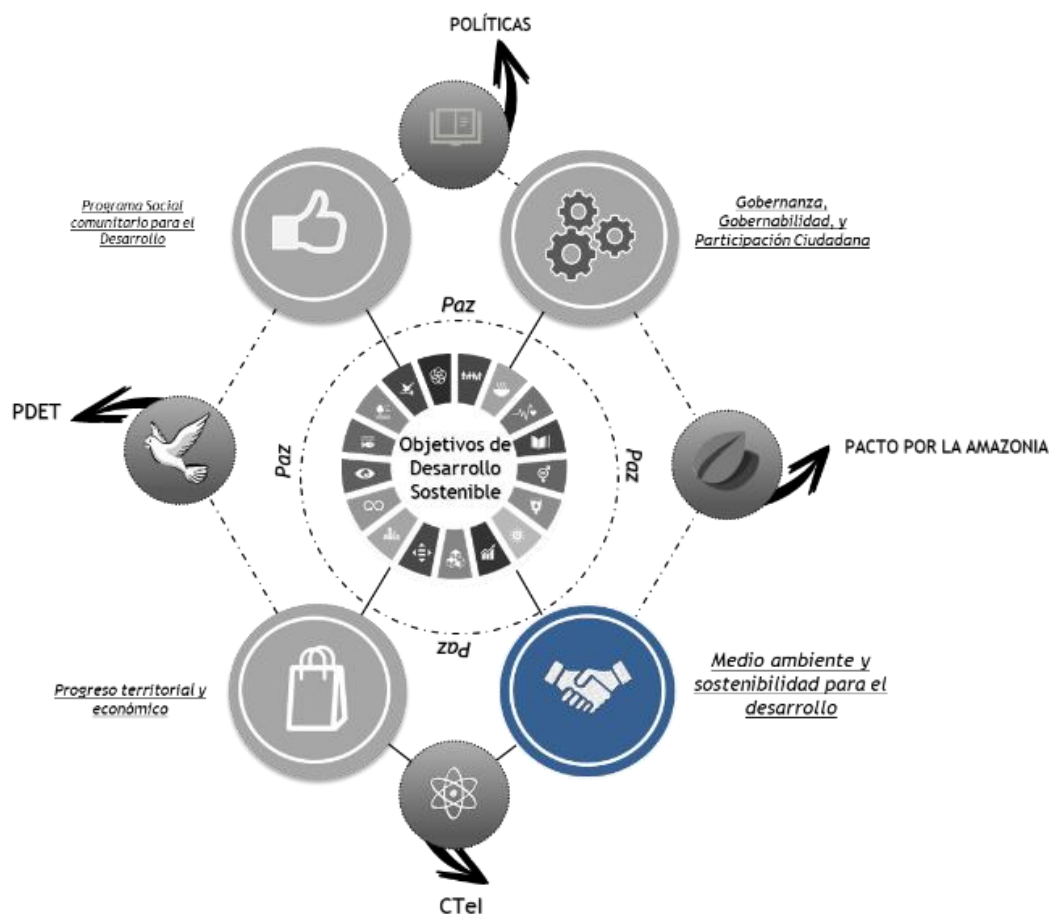 POLÍTICAS
Programa Social
comunitario para el
Desarrollo
Gobernanza,
Gobernabilidad, y
Participación Ciudadana
Paz
PDET
Paz
Objetivos de
Desarrollo
Sostenible
Paz
PACTO POR LA AMAZONIA
Paz
Progreso territorial y
económico
Medio ambiente y
sostenibilidad para el
desarrollo
CTeI